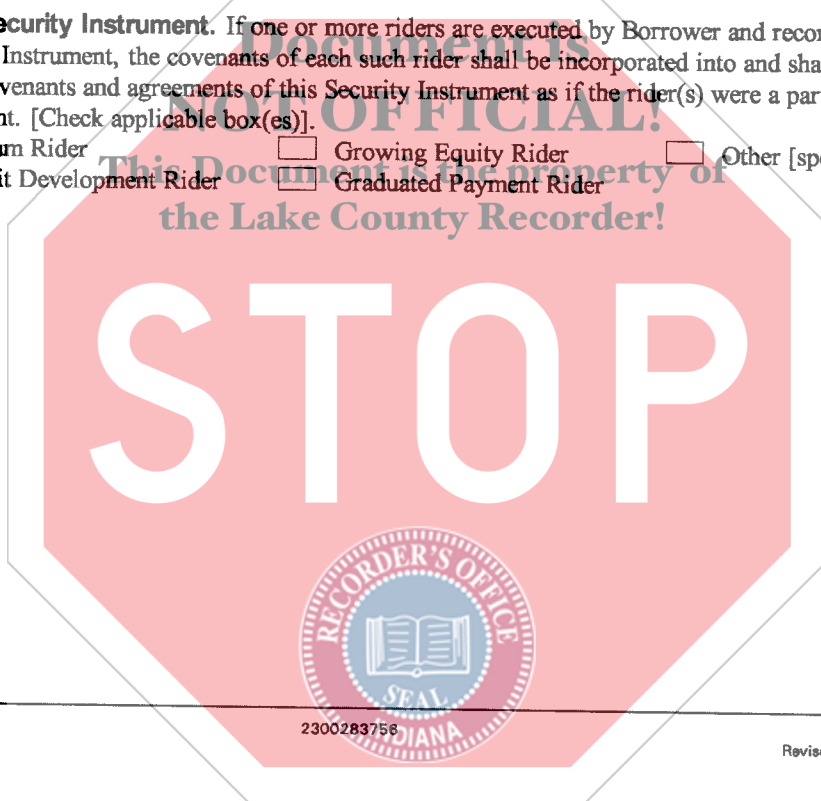 ecurity Instrument. If one or more riders are executed by Borrower and recor
Instrument, the covenants of each such rider shall be incorporated into and sha
venants and agreements of this Security Instrument as if the rider(s) were a par
nt. [Check applicable box(es)].
m Rider Growing Equity Rider Other [spe
it Development Rider Graduated Payment Rider
Document is
NOT OFFICIAL!
This Document is the property of
the Lake County Recorder!
STOP
RECORDER'S OFFICE
SEAL
INDIANA
2300283756
Revis